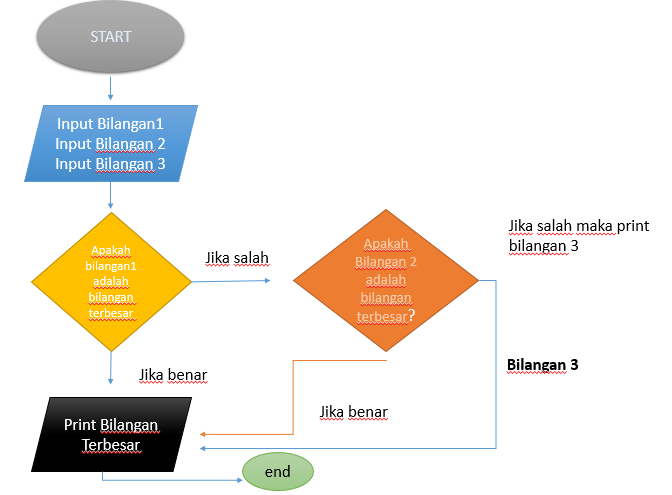 START
Input Bilangan1
Input Bilangan 2
Input Bilangan 3
Apakah
bilangan1
adalah
bilangan
terbesar
Jika salah
Apakah
Bilangan 2
adalah
bilangan
terbesar?
Jika salah maka print
bilangan 3
Bilangan 3
Jika benar
Jika benar
Print Bilangan
Terbesar
end